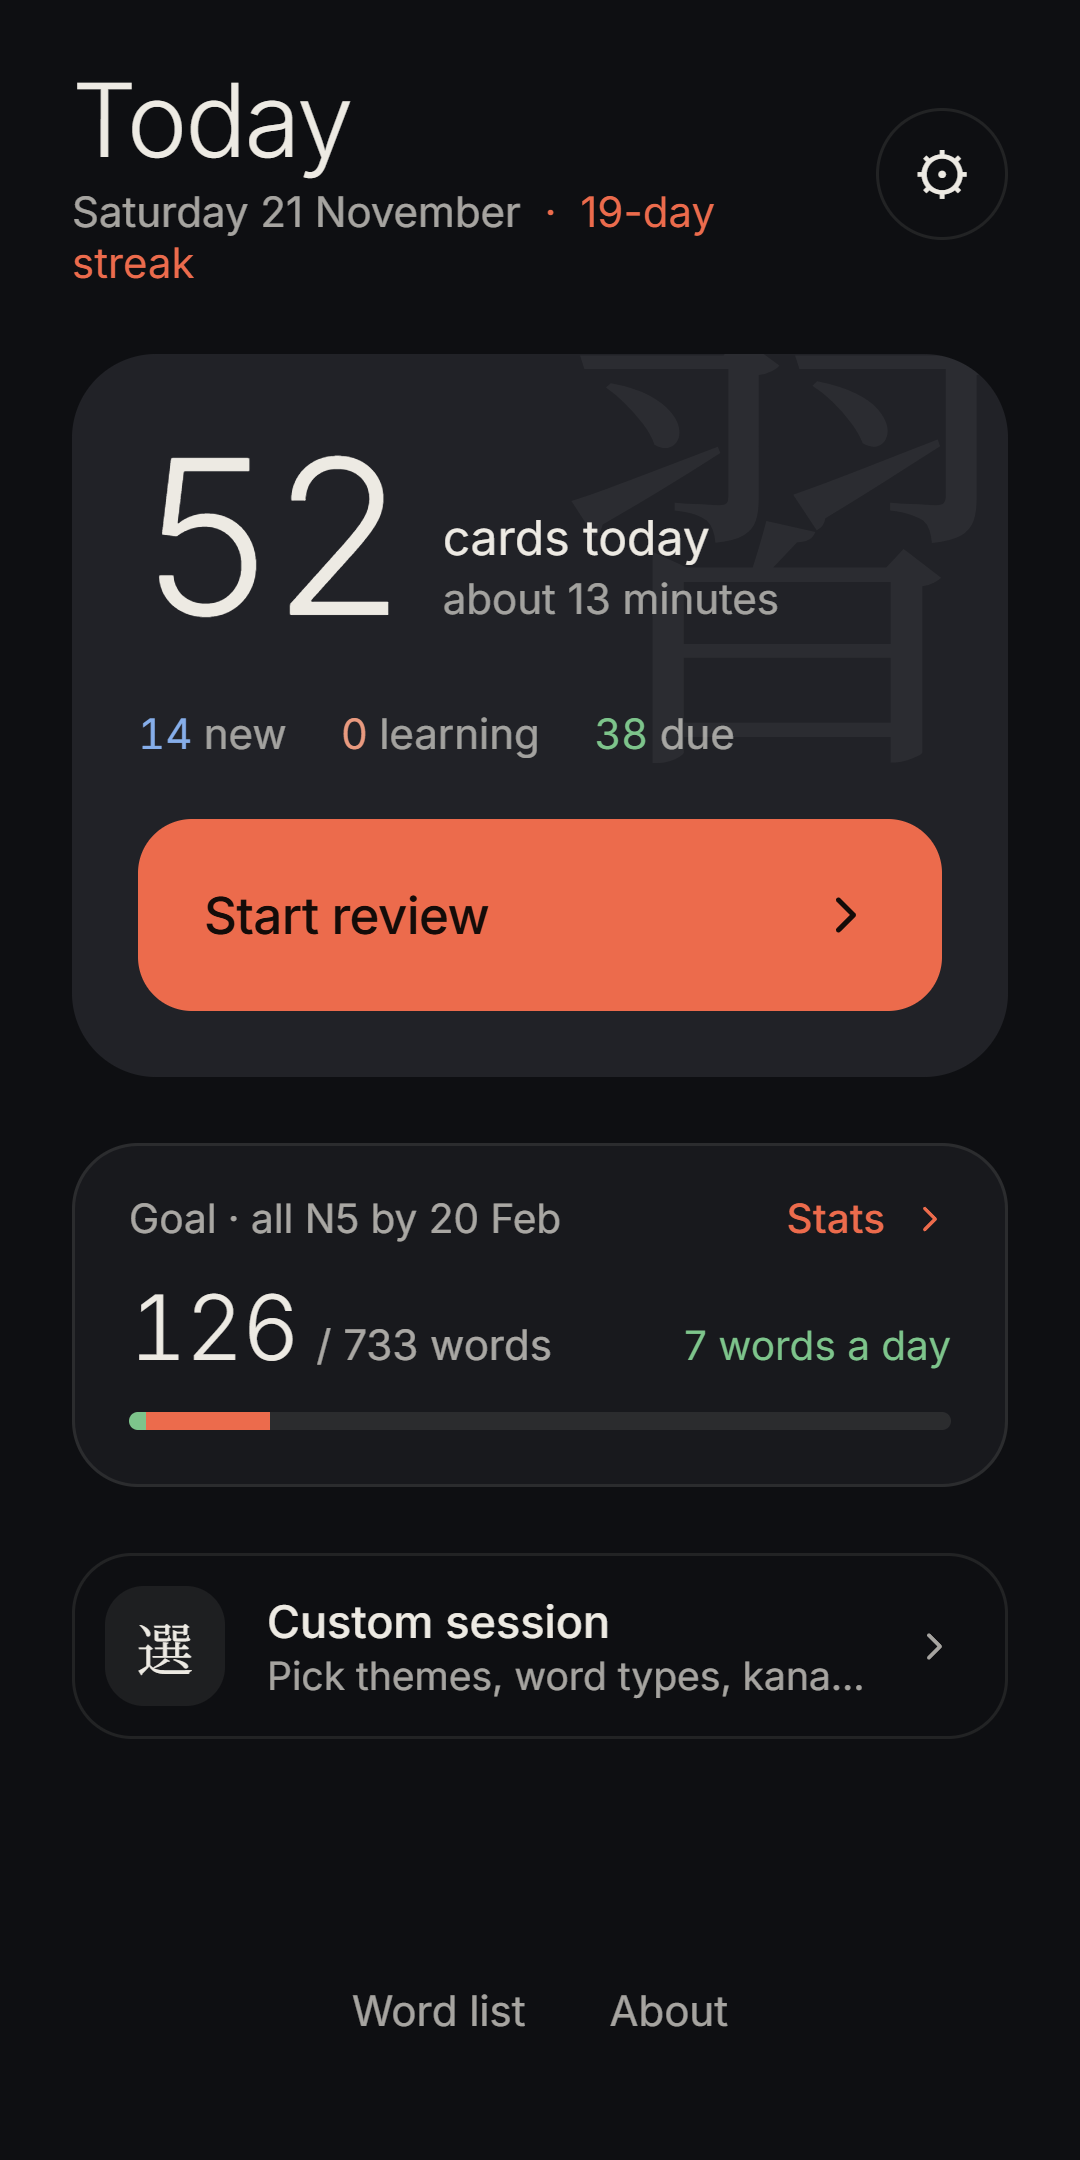 Today
Saturday 21 November · 19-day
streak
習
52 cards today
about 13 minutes
14 new 0 learning 38 due
Start review
Goal · all N5 by 20 Feb Stats
126 / 733 words 7 words a day
選 Custom session
Pick themes, word types, kana...
Word list About